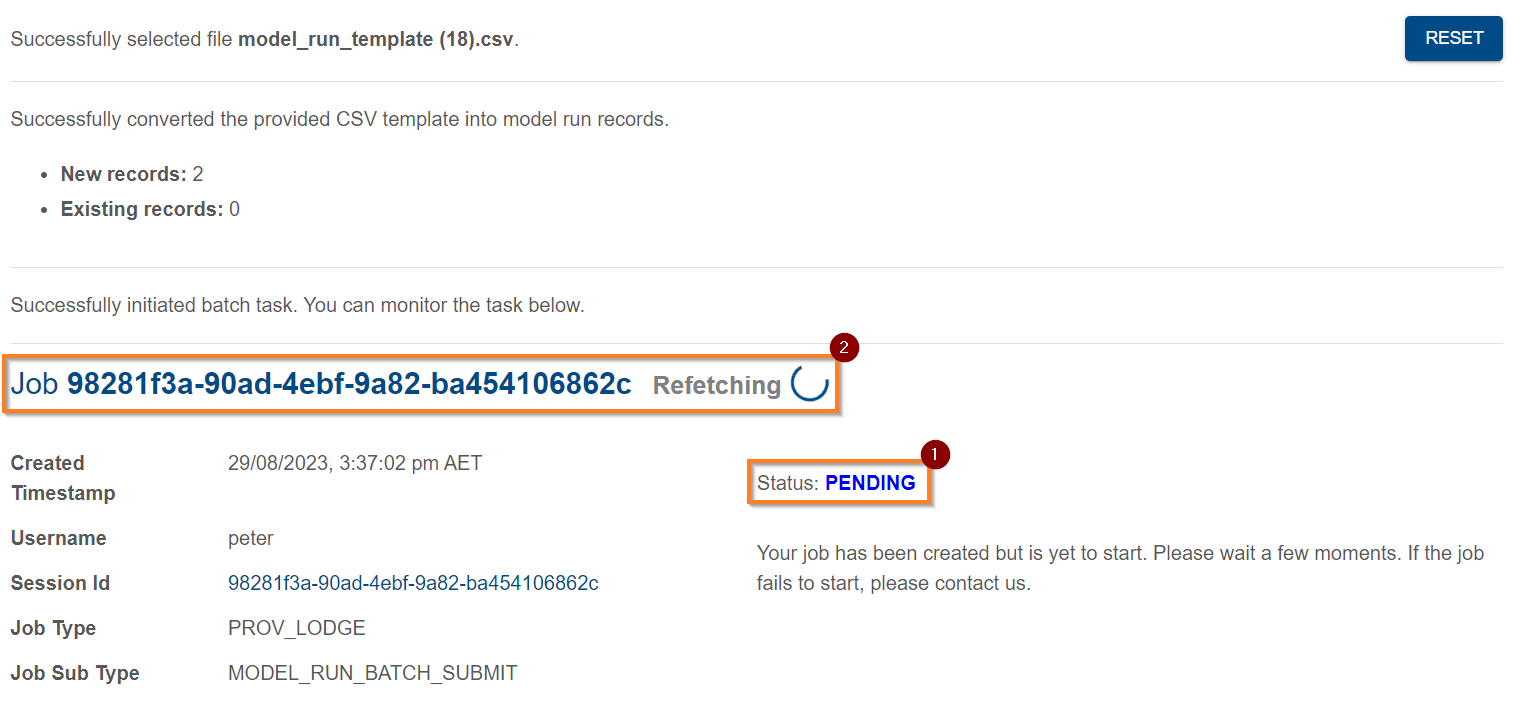 Successfully selected file model_run_template (18).csv.
RESET
Successfully converted the provided CSV template into model run records.
• New records: 2
• Existing records: 0
Successfully initiated batch task. You can monitor the task below.
2
Job 98281f3a-90ad-4ebf-9a82-ba454106862c Refetching
Created Timestamp 29/08/2023, 3:37:02 pm AET
Username peter
Session Id 98281f3a-90ad-4ebf-9a82-ba454106862c
Job Type PROV_LODGE
Job Sub Type MODEL_RUN_BATCH_SUBMIT
1
Status: PENDING
Your job has been created but is yet to start. Please wait a few moments. If the job
fails to start, please contact us.